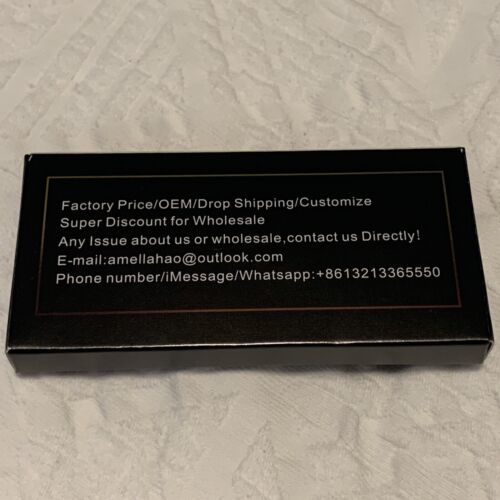 Factory Price/OEM/Drop Shipping/Customize
Super Discount for Wholesale
Any Issue about us or wholesale,contact us Directly!
E-mail:amellahao@outlook.com
Phone number/iMessage/Whatsapp:+8613213365550